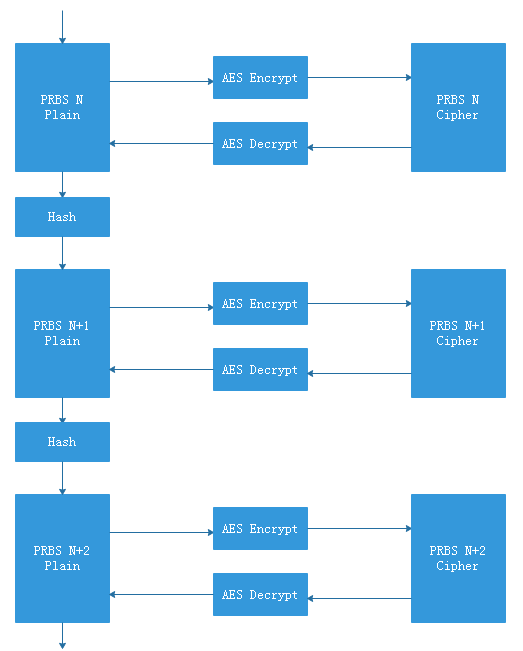 PRBS N
Plain
AES Encrypt
AES Decrypt
PRBS N
Cipher
Hash
PRBS N+1
Plain
AES Encrypt
AES Decrypt
PRBS N+1
Cipher
Hash
PRBS N+2
Plain
AES Encrypt
AES Decrypt
PRBS N+2
Cipher